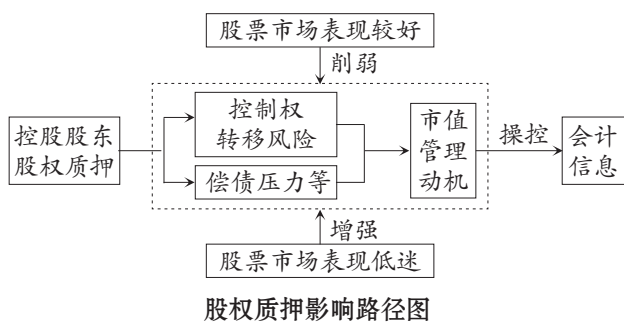 股票市场表现较好
削弱
控股股东
股权质押
控制权
转移风险
偿债压力等
市值
管理
动机
操控
会计
信息
增强
股票市场表现低迷
股权质押影响路径图